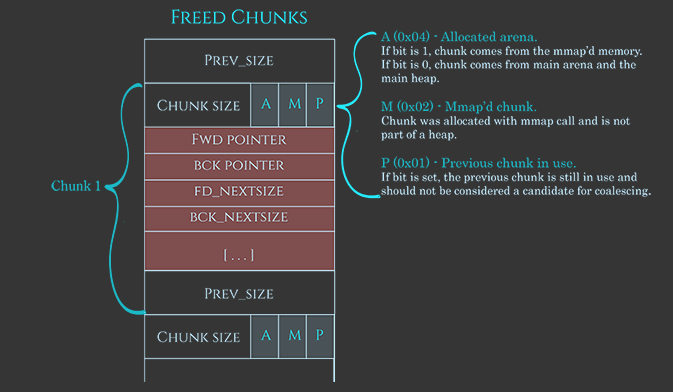 Freed Chunks
Prev_size
Chunk size A M P
Fwd pointer
bck pointer
fd_nextsize
bck_nextsize
[...]
Prev_size
Chunk size A M P
Chunk 1
A (0x04) - Allocated arena.
If bit is 1, chunk comes from the mmap'd memory.
If bit is 0, chunk comes from main arena and the
main heap.
M (0x02) - Mmap'd chunk.
Chunk was allocated with mmap call and is not
part of a heap.
P (0x01) - Previous chunk in use.
If bit is set, the previous chunk is still in use and
should not be considered a candidate for coalescing.